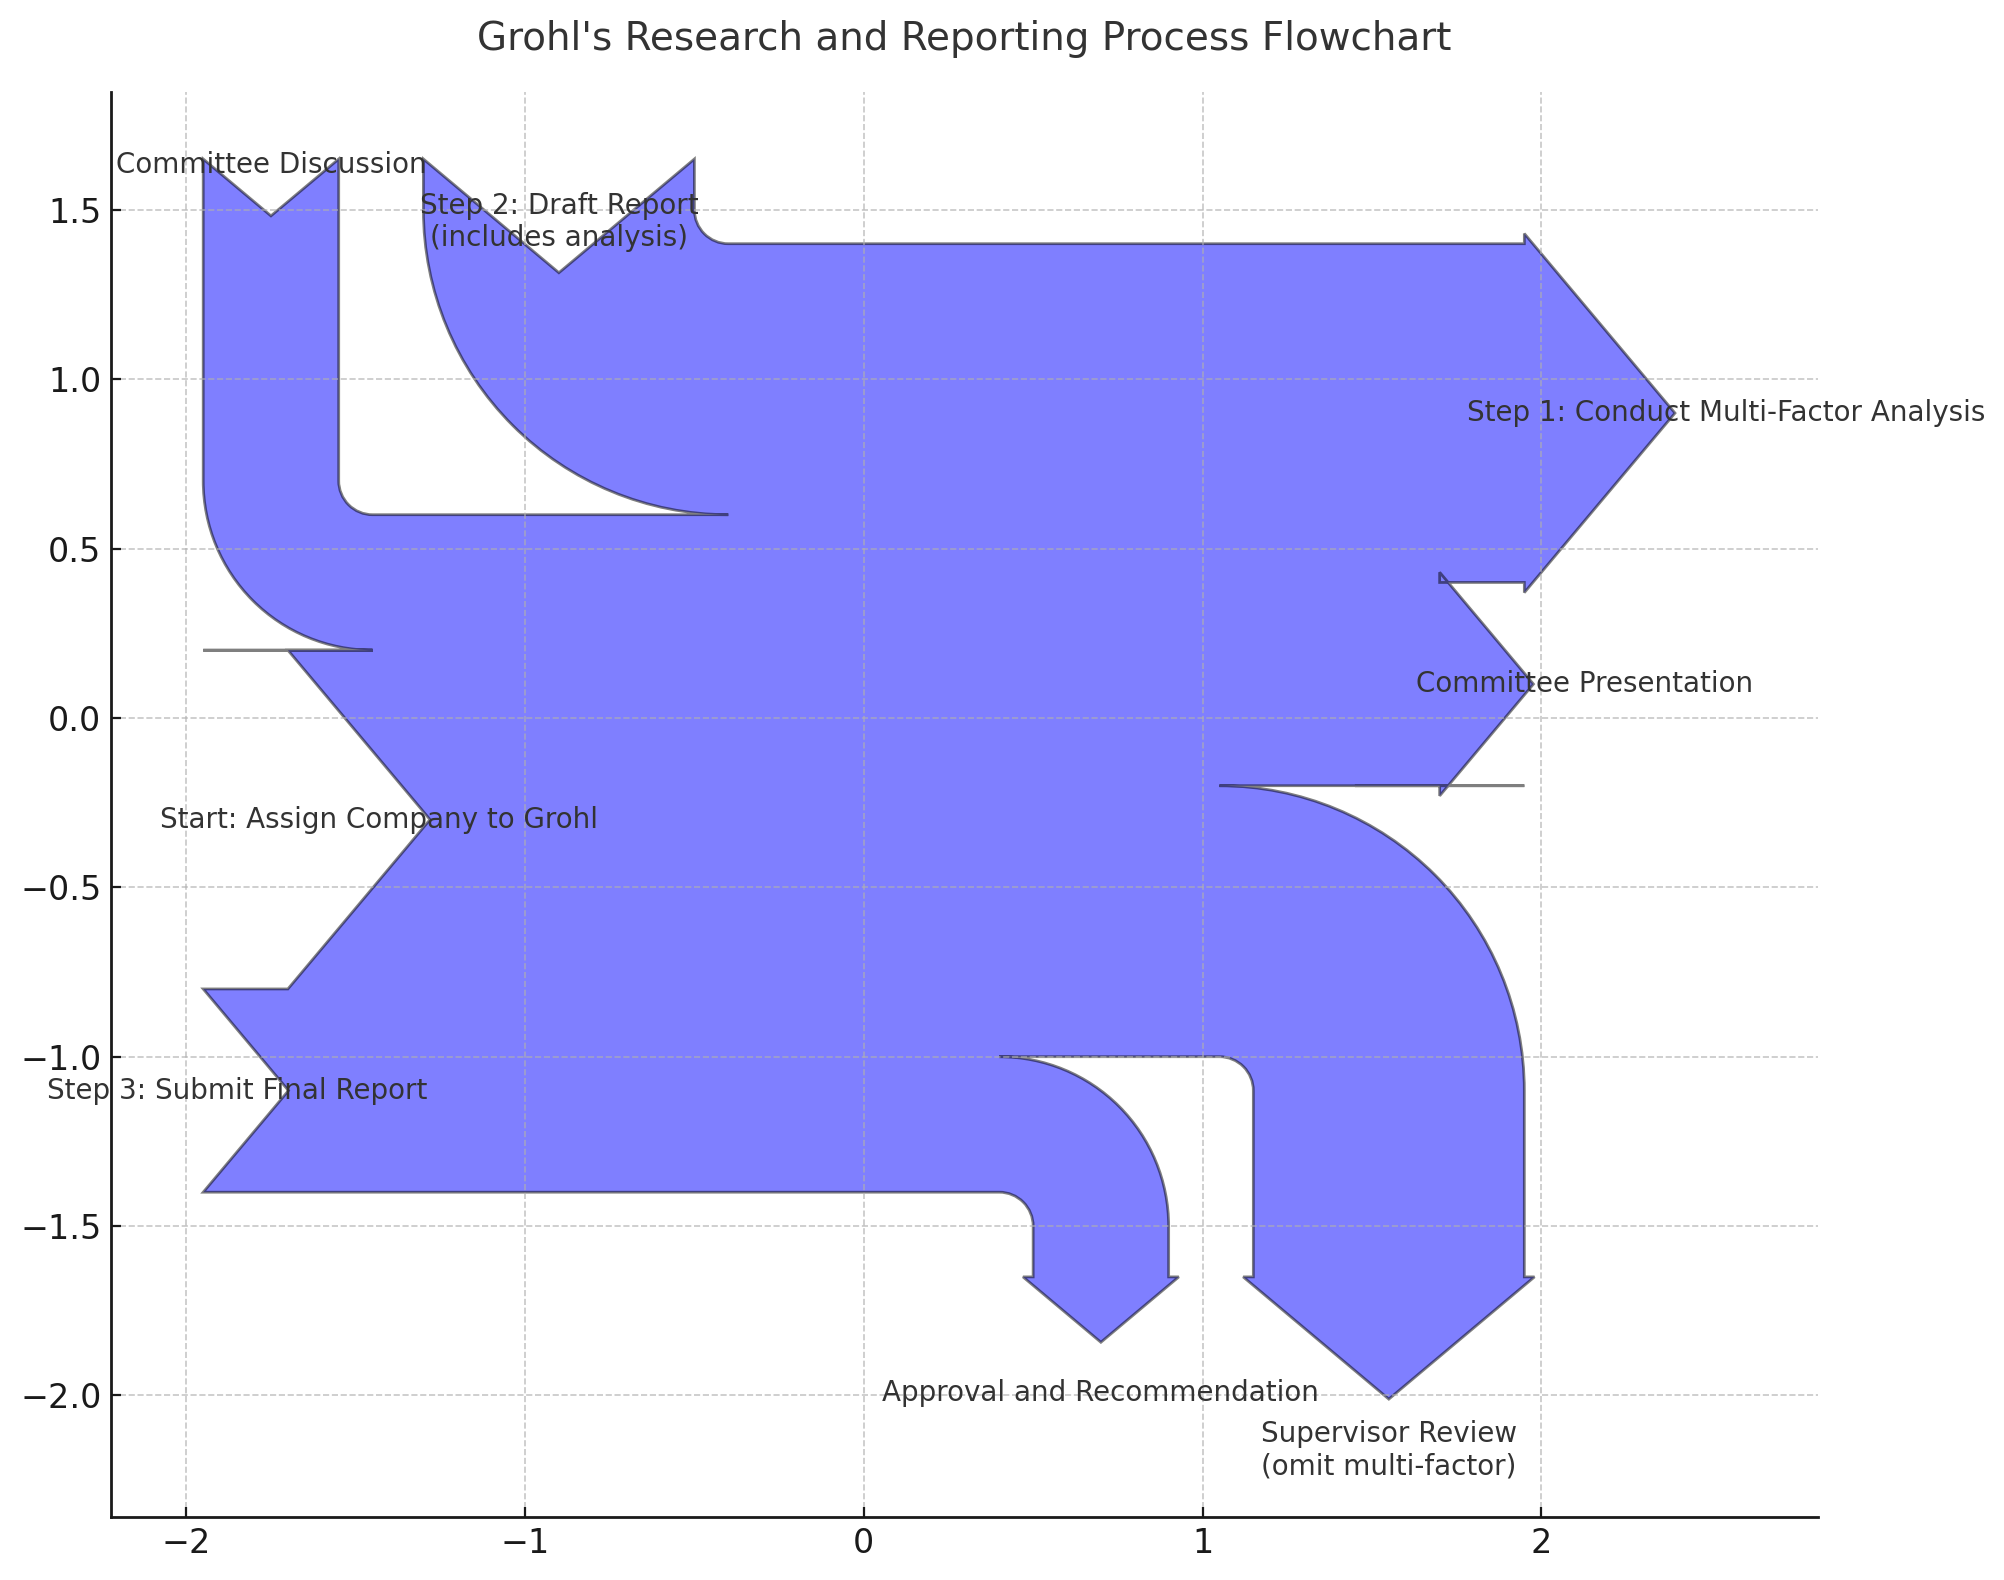 Grohl's Research and Reporting Process Flowchart
Committee Discussion
Step 2: Draft Report
(includes analysis)
1.5
1.0
Step 1: Conduct Multi-Factor Analysis
0.5
Committee Presentation
0.0
Start: Assign Company to Grohl
−0.5
−1.0
Step 3: Submit Final Report
−1.5
−2.0
Approval and Recommendation
Supervisor Review
(omit multi-factor)
−2 −1 0 1 2